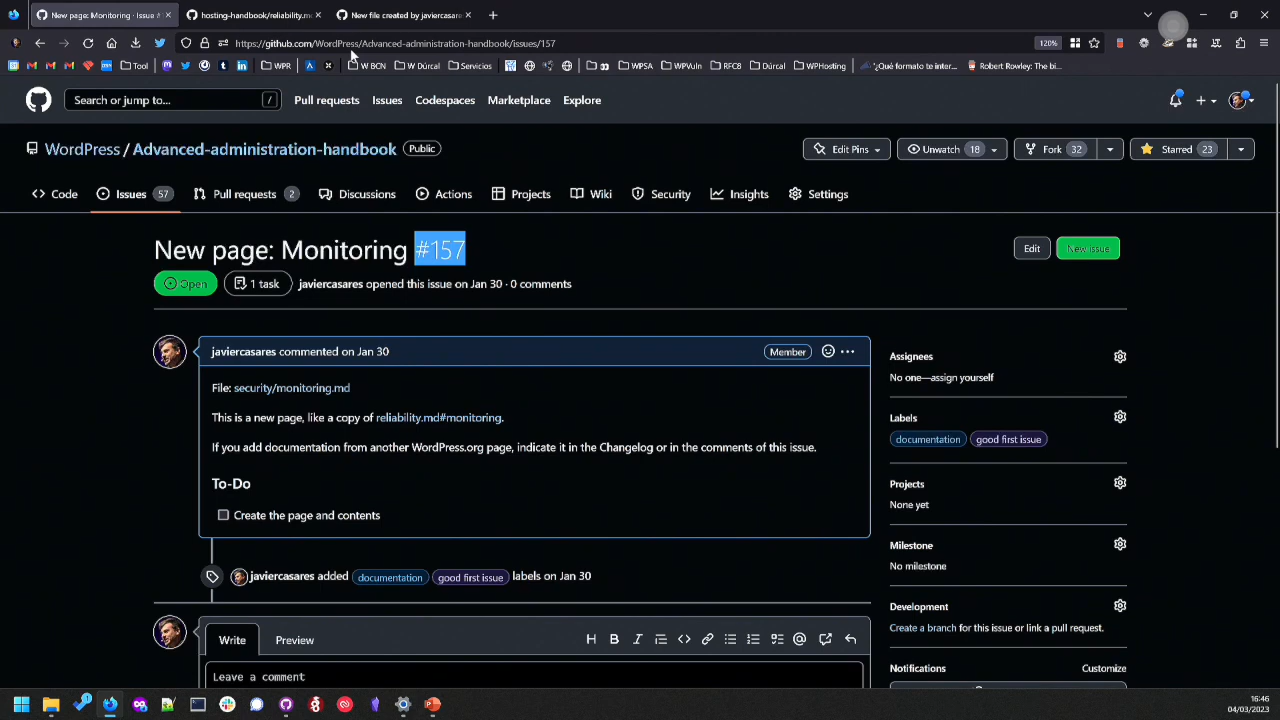 New page: Monitoring · Issue #
hosting-handbook/reliability.m
New file created by javiercasare
https://github.com/WordPress/Advanced-administration-handbook/issues/157
120%
Tool
WPR
W BCN
W Dúrcal
Servicios
WPSA
WPVuln
RFC8
Dúrcal
WPHosting
"¿Qué formato te inter...
Robert Rowley: The bi...
Search or jump to...
/
Pull requests
Issues
Codespaces
Marketplace
Explore
WordPress / Advanced-administration-handbook
Public
Edit Pins
Unwatch 18
Fork 32
Starred 23
Code
Issues 57
Pull requests 2
Discussions
Actions
Projects
Wiki
Security
Insights
Settings
New page: Monitoring #157
Edit
New issue
Open
1 task
javiercasares opened this issue on Jan 30 · 0 comments
javiercasares commented on Jan 30
Member
File: security/monitoring.md
This is a new page, like a copy of reliability.md#monitoring.
If you add documentation from another WordPress.org page, indicate it in the Changelog or in the comments of this issue.
To-Do
Create the page and contents
javiercasares added documentation good first issue labels on Jan 30
Write
Preview
Leave a comment
Assignees
No one—assign yourself
Labels
documentation
good first issue
Projects
None yet
Milestone
No milestone
Development
Create a branch for this issue or link a pull request.
Notifications
Customize
16:46
04/03/2023